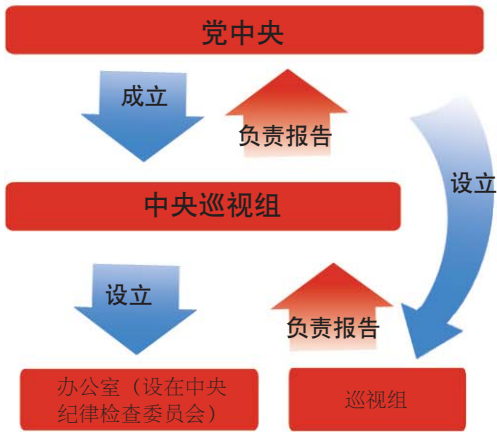 党中央
成立
负责报告
设立
中央巡视组
设立
负责报告
办公室（设在中央
纪律检查委员会）
巡视组